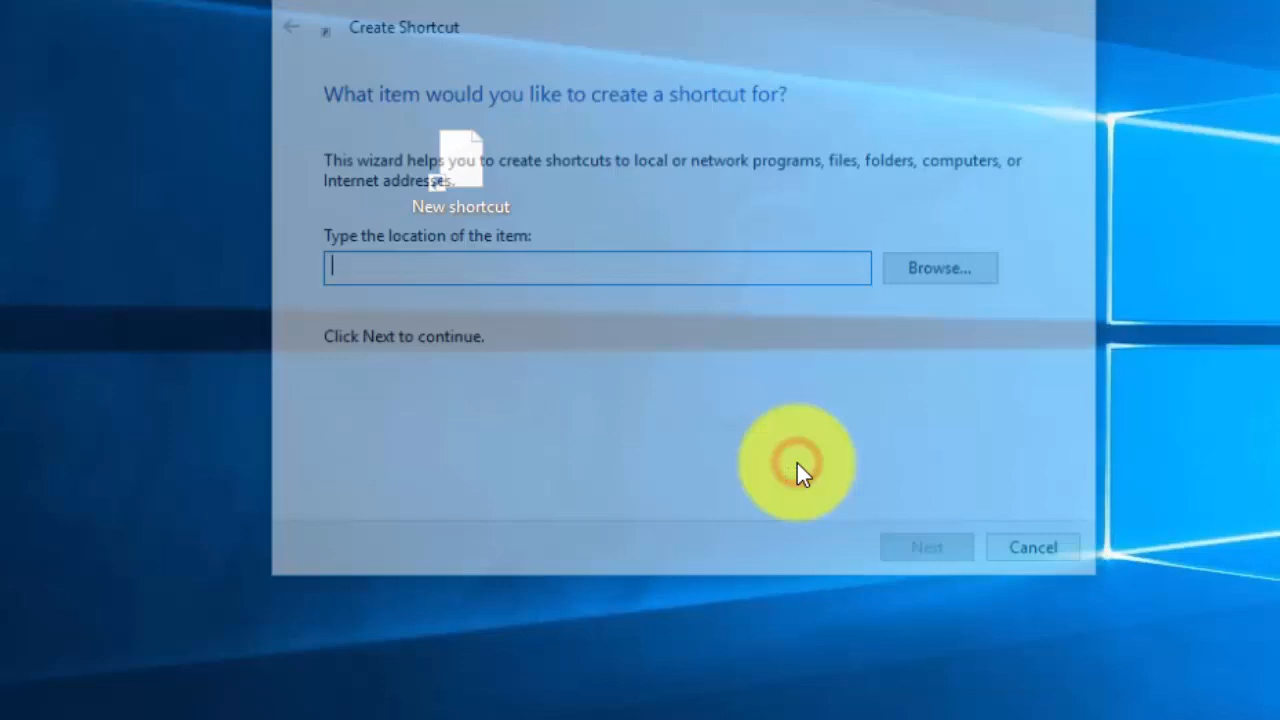 Create Shortcut
What item would you like to create a shortcut for?
This wizard helps you to create shortcuts to local or network programs, files, folders, computers, or
Internet addresses.
New shortcut
Type the location of the item:
Browse...
Click Next to continue.
Next
Cancel